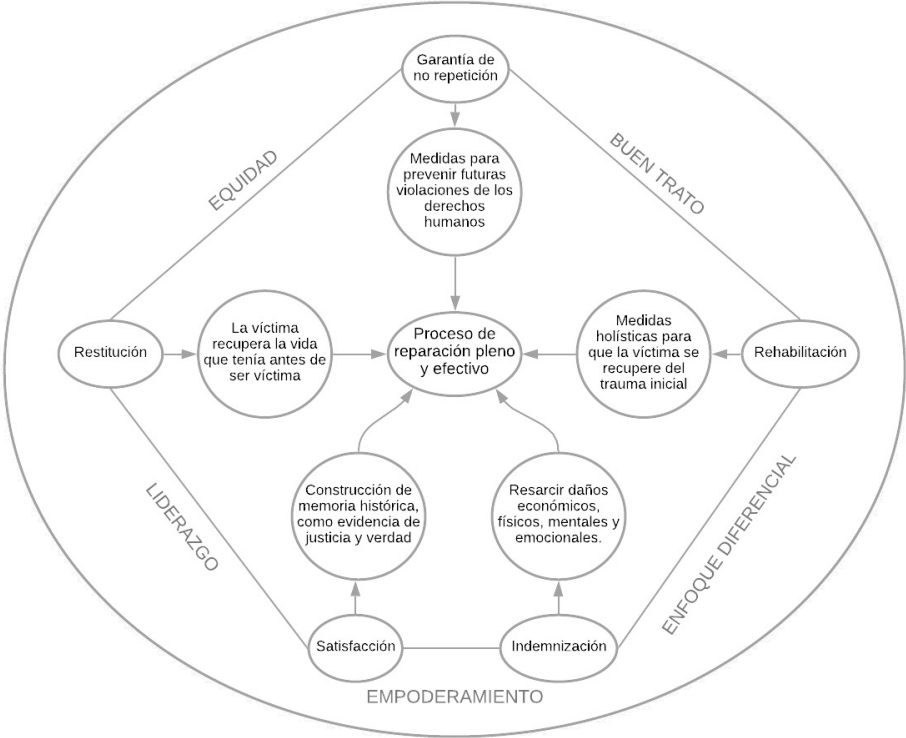 Garantía de
no repetición
Medidas para
prevenir futuras
violaciones de los
derechos
humanos
EQUIDAD
BUEN TRATO
Restitución
La víctima
recupera la vida
que tenía antes de
ser víctima
Proceso de
reparación pleno
y efectivo
Medidas
holísticas para
que la víctima se
recupere del
trauma inicial
Rehabilitación
LIDERAZGO
Construcción de
memoria histórica,
como evidencia de
justicia y verdad
Resarcir daños
económicos,
físicos, mentales y
emocionales.
ENFOQUE DIFERENCIAL
Satisfacción
Indemnización
EMPODERAMIENTO